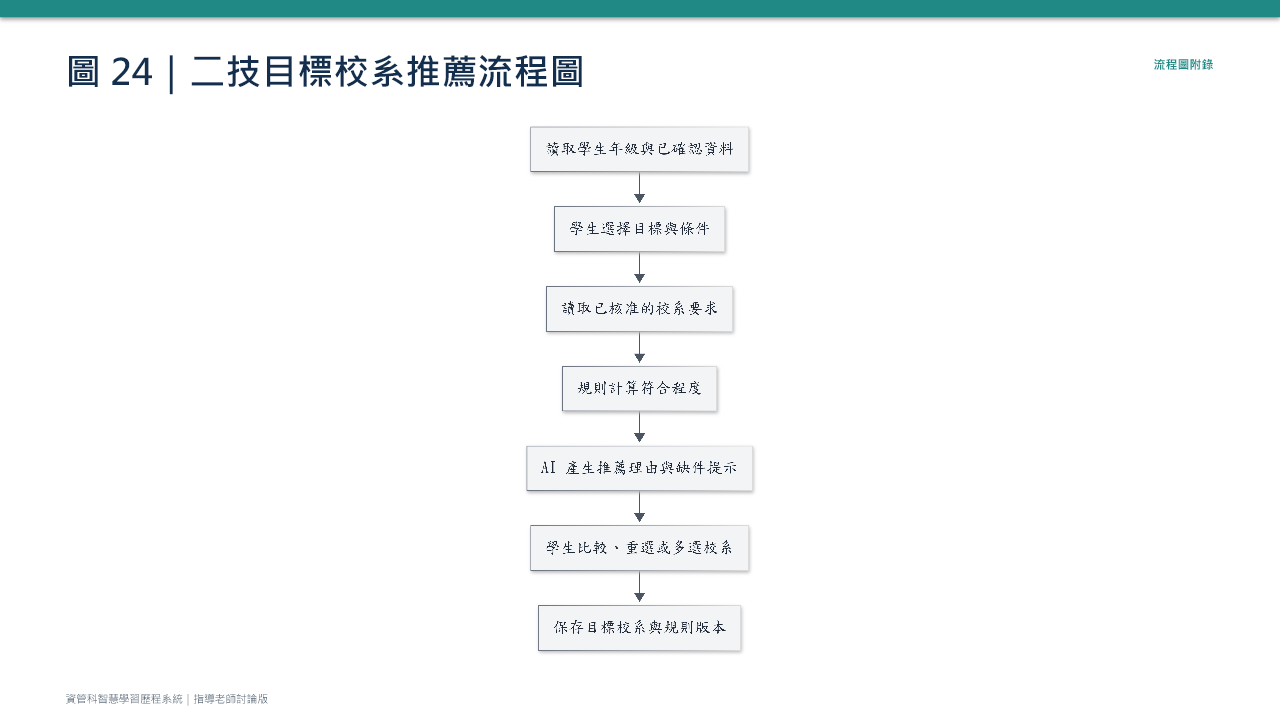 圖 24｜二技目標校系推薦流程圖
流程圖附錄
讀取學生年級與已確認資料
學生選擇目標與條件
讀取已核准的校系要求
規則計算符合程度
AI 產生推薦理由與缺件提示
學生比較、重選或多選校系
保存目標校系與規則版本
資管科智慧學習歷程系統｜指導老師討論版